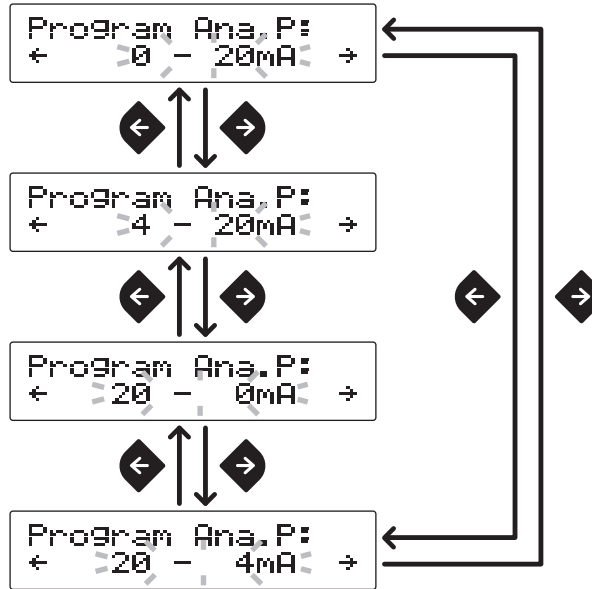 Program Ana.P:
← 0 - 20mA →
Program Ana.P:
← 4 - 20mA →
Program Ana.P:
← 20 - 0mA →
Program Ana.P:
← 20 - 4mA →